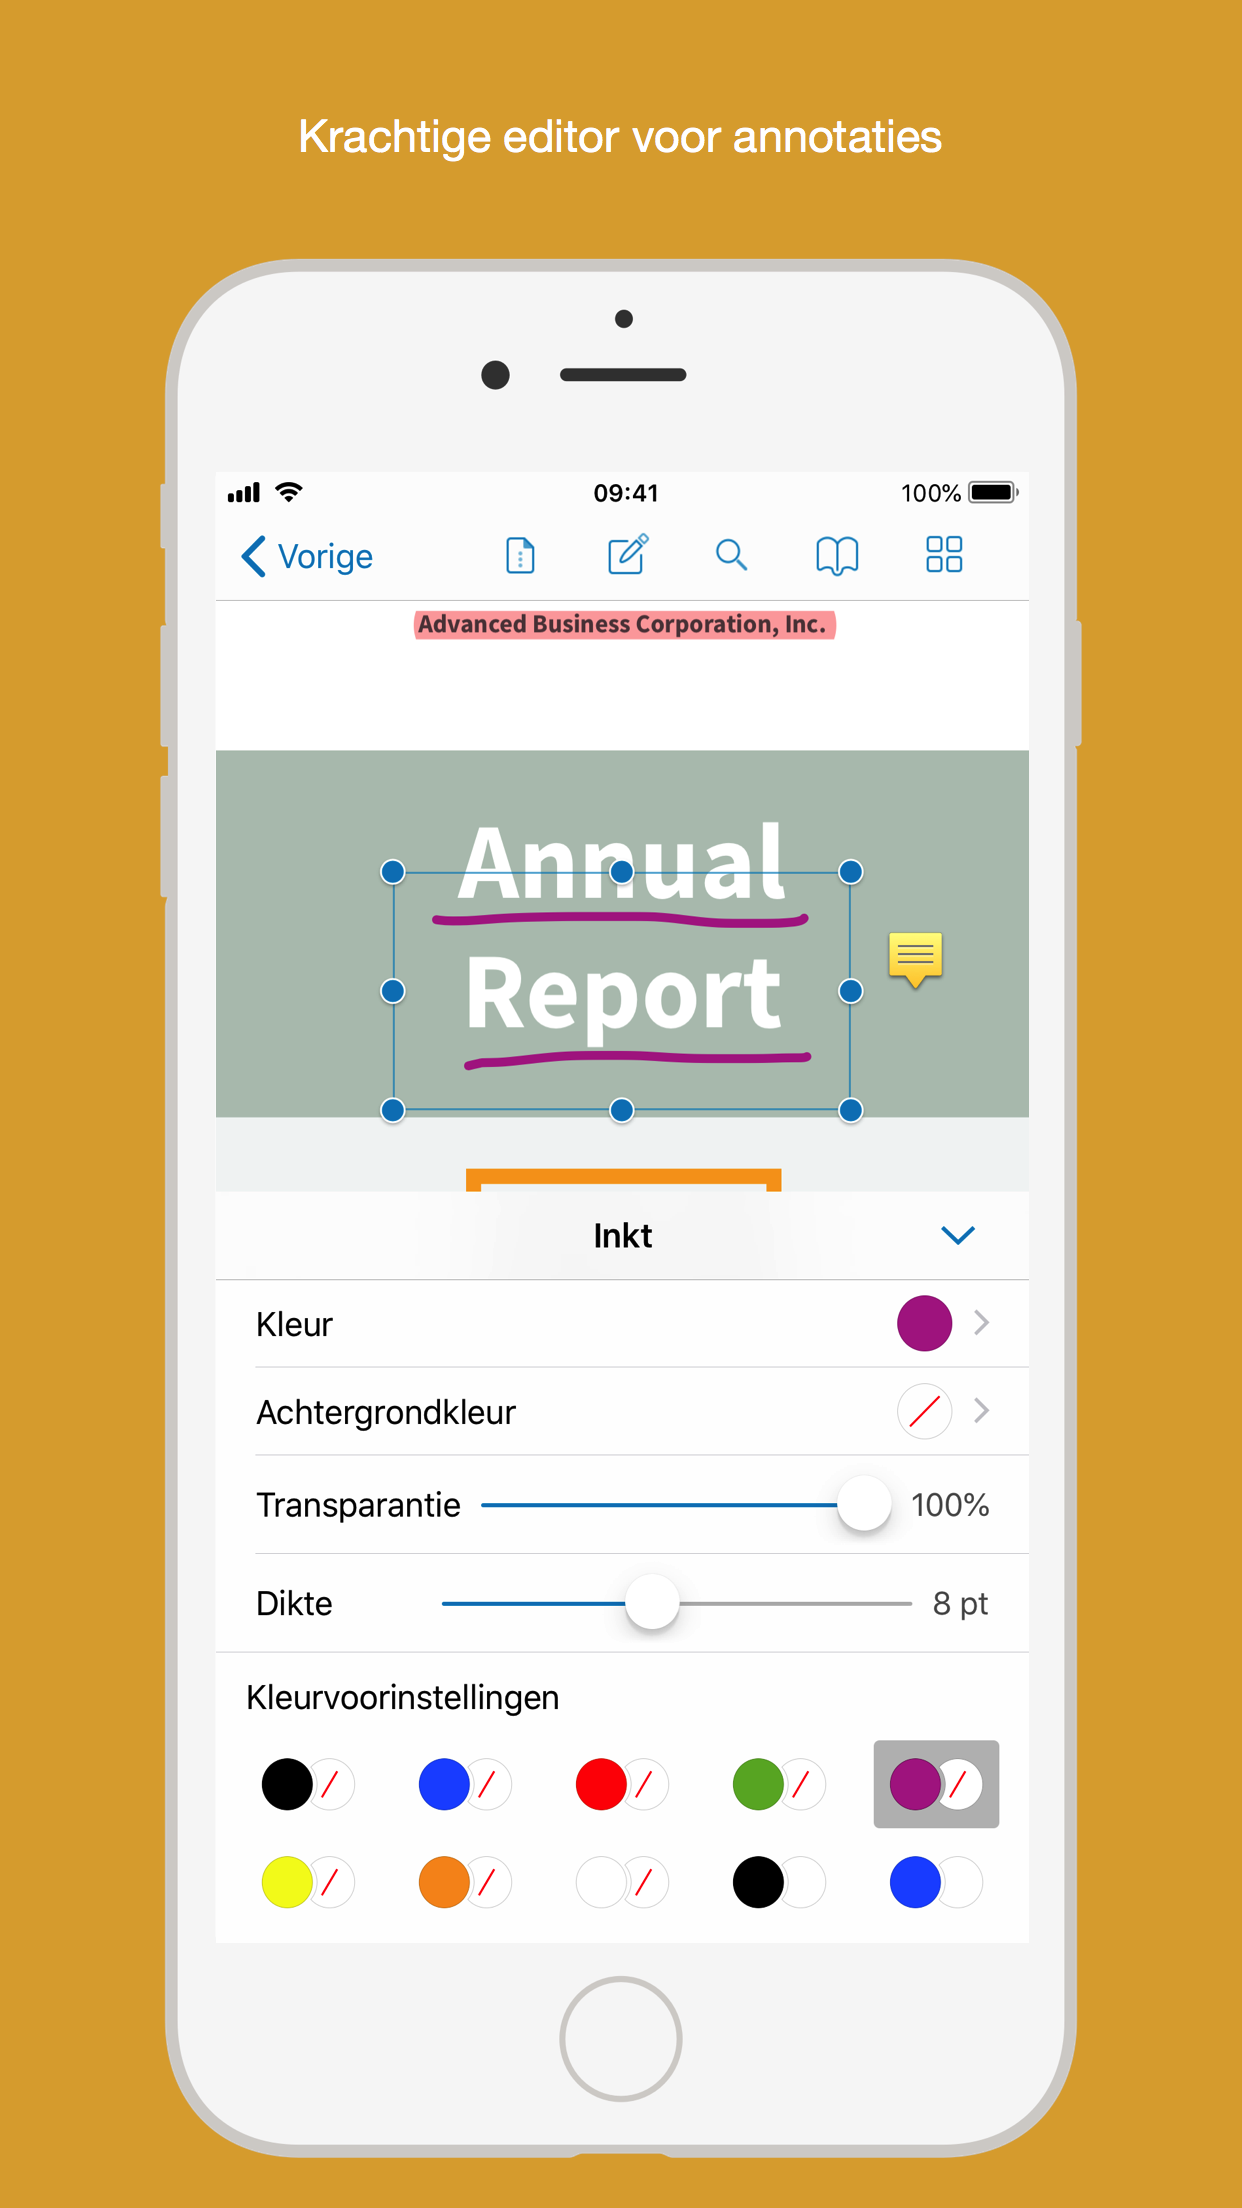 Krachtige editor voor annotaties
09:41
100%
Vorige
Advanced Business Corporation, Inc.
Annual
Report
Inkt
Kleur
Achtergrondkleur
Transparantie 100%
Dikte 8 pt
Kleurvoorinstellingen